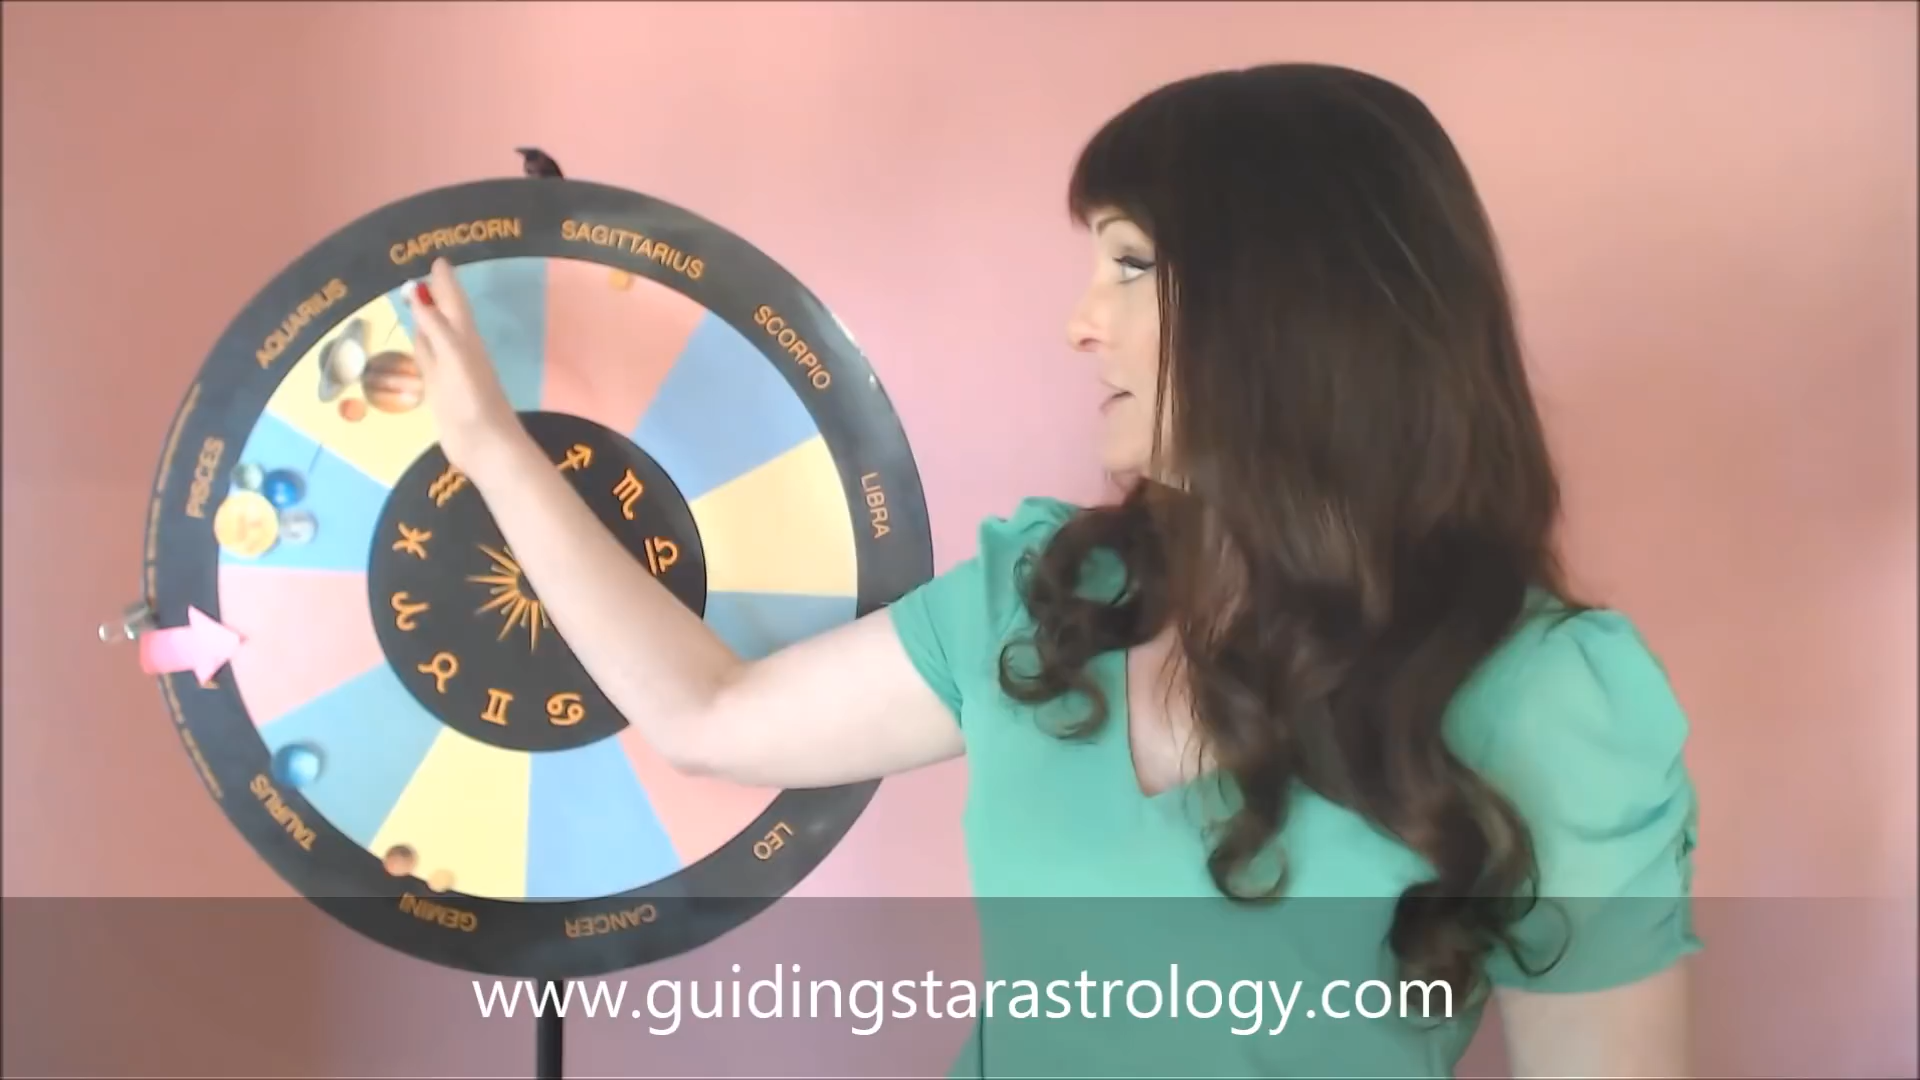 CAPRICORN
SAGITTARIUS
AQUARIUS
SCORPIO
PISCES
LIBRA
TAURUS
LEO
GEMINI
CANCER
www.guidingstarastrology.com